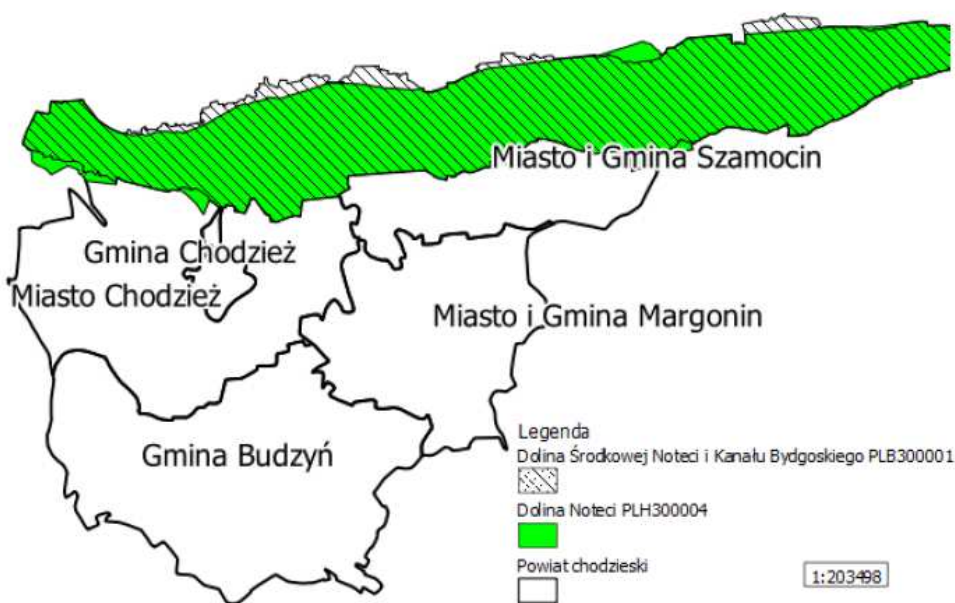 Miasto i Gmina Szamocin
Gmina Chodzież
Miasto Chodzież
Miasto i Gmina Margonin
Gmina Budzyń
Legenda
Dolina Środkowej Noteci i Kanału Bydgoskiego PLB300001
Dolina Noteci PLH300004
Powiat chodzieski
1:203498